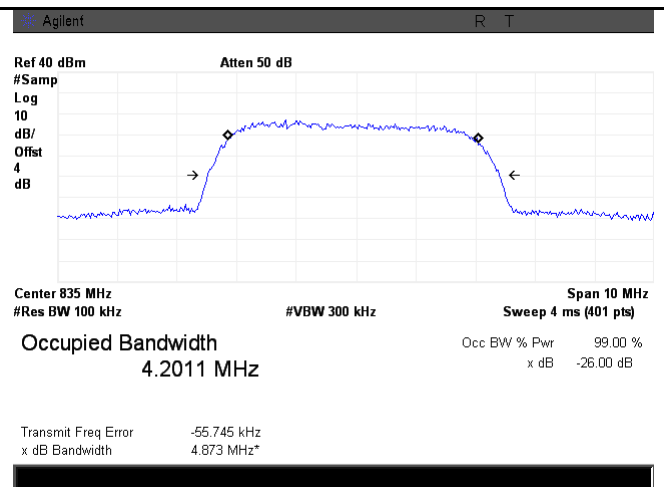 Agilent R T
Ref 40 dBm Atten 50 dB
#Samp
Log
10
dB/
Offst
4
dB
Center 835 MHz Span 10 MHz
#Res BW 100 kHz #VBW 300 kHz Sweep 4 ms (401 pts)
Occupied Bandwidth Occ BW % Pwr 99.00 %
4.2011 MHz x dB -26.00 dB
Transmit Freq Error -55.745 kHz
x dB Bandwidth 4.873 MHz*